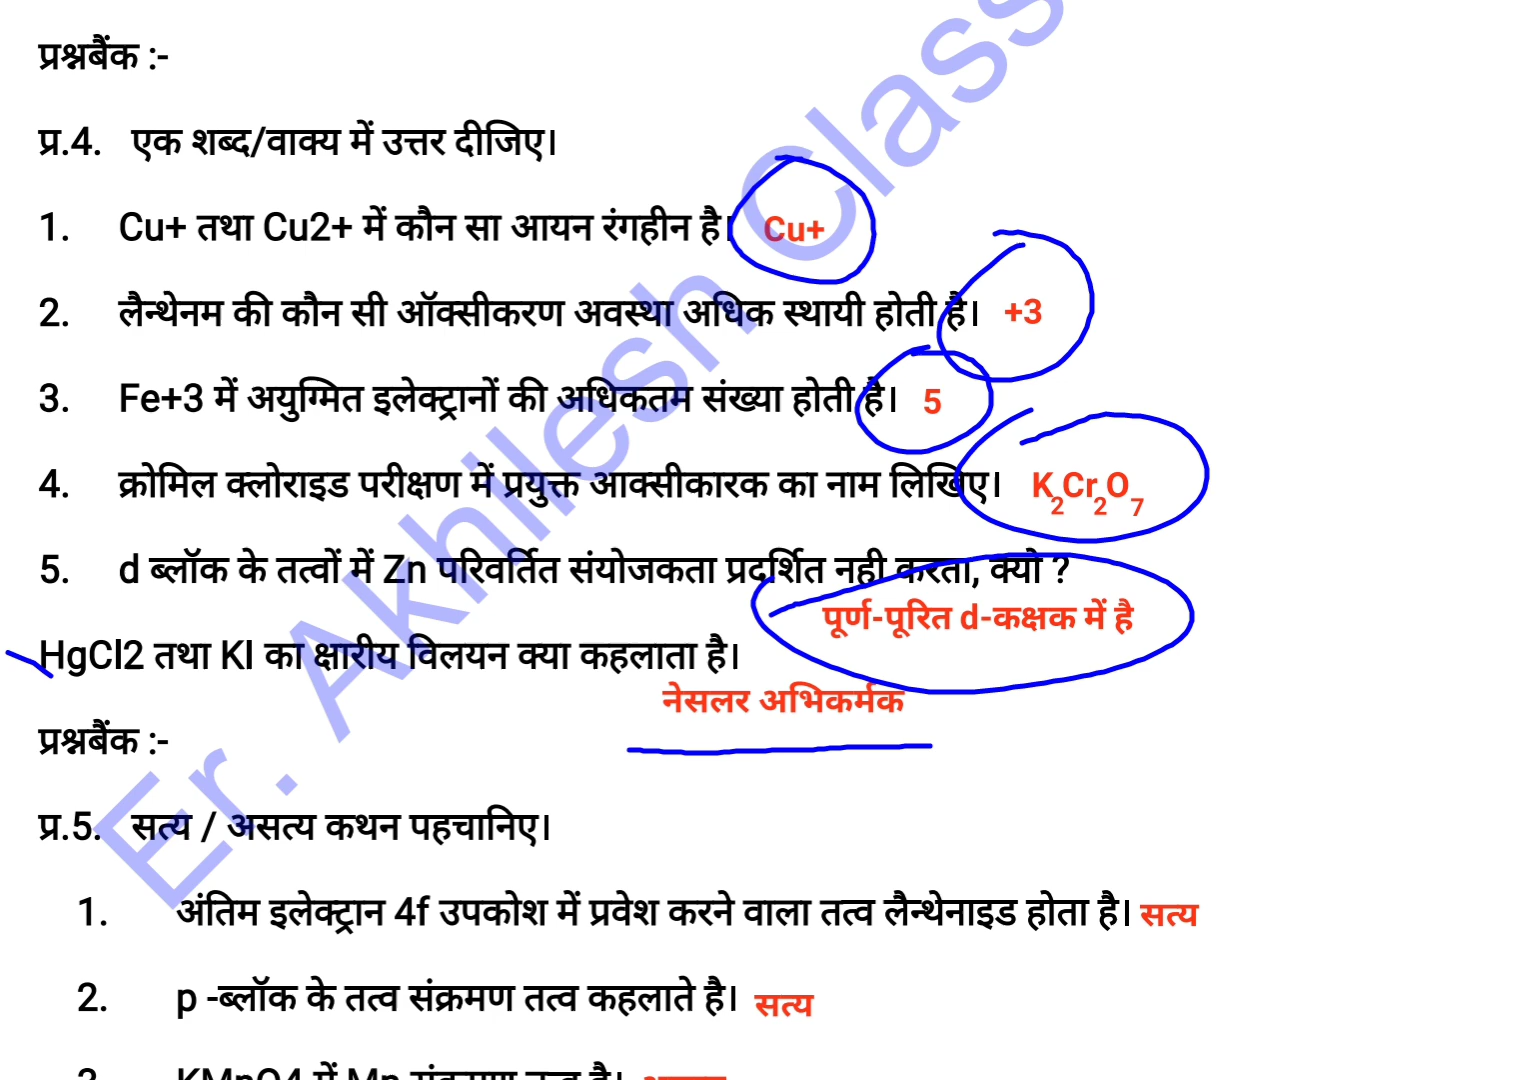 प्रश्नबैंक :-
प्र.4. एक शब्द/वाक्य में उत्तर दीजिए।
1. Cu+ तथा Cu2+ में कौन सा आयन रंगहीन है। Cu+
2. लैन्थेनम की कौन सी ऑक्सीकरण अवस्था अधिक स्थायी होती है। +3
3. Fe+3 में अयुग्मित इलेक्ट्रानों की अधिकतम संख्या होती है। 5
4. क्रोमिल क्लोराइड परीक्षण में प्रयुक्त आक्सीकारक का नाम लिखिए। K2Cr2O7
5. d ब्लॉक के तत्वों में Zn परिवर्तित संयोजकता प्रदर्शित नही करता, क्यो ?
पूर्ण-पूरित d-कक्षक में है
HgCl2 तथा KI का क्षारीय विलयन क्या कहलाता है।
नेसलर अभिकर्मक
प्रश्नबैंक :-
प्र.5. सत्य / असत्य कथन पहचानिए।
1. अंतिम इलेक्ट्रान 4f उपकोश में प्रवेश करने वाला तत्व लैन्थेनाइड होता है। सत्य
2. p -ब्लॉक के तत्व संक्रमण तत्व कहलाते है। सत्य
Er. Akhilesh Class